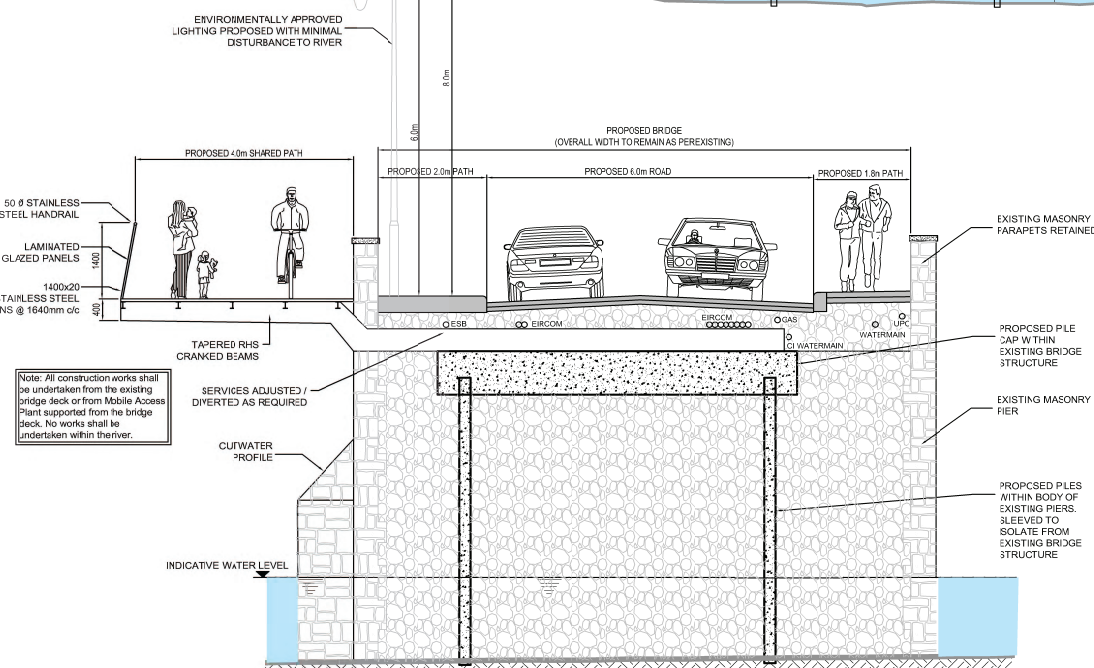 ENVIRONMENTALLY APPROVED
LIGHTING PROPOSED WITH MINIMAL
DISTURBANCE TO RIVER
8.0m
6.0m
PROPOSED BRIDGE
(OVERALL WIDTH TO REMAIN AS PER EXISTING)
PROPOSED 4.0m SHARED PATH
PROPOSED 2.0m PATH
PROPOSED 6.0m ROAD
PROPOSED 1.8m PATH
50 Ø STAINLESS
STEEL HANDRAIL
LAMINATED
GLAZED PANELS
1400
1400x20
STAINLESS STEEL
NS @ 1640mm c/c
400
EXISTING MASONRY
PARAPETS RETAINED
ESB
EIRCOM
EIRCOM
GAS
UPC
WATERMAIN
CI WATERMAIN
TAPERED RHS
CRANKED BEAMS
PROPOSED PILE
CAP WITHIN
EXISTING BRIDGE
STRUCTURE
Note: All construction works shall
be undertaken from the existing
bridge deck or from Mobile Access
Plant supported from the bridge
deck. No works shall be
undertaken within the river.
SERVICES ADJUSTED /
DIVERTED AS REQUIRED
EXISTING MASONRY
PIER
CUTWATER
PROFILE
PROPOSED PILES
WITHIN BODY OF
EXISTING PIERS.
SLEEVED TO
ISOLATE FROM
EXISTING BRIDGE
STRUCTURE
INDICATIVE WATER LEVEL